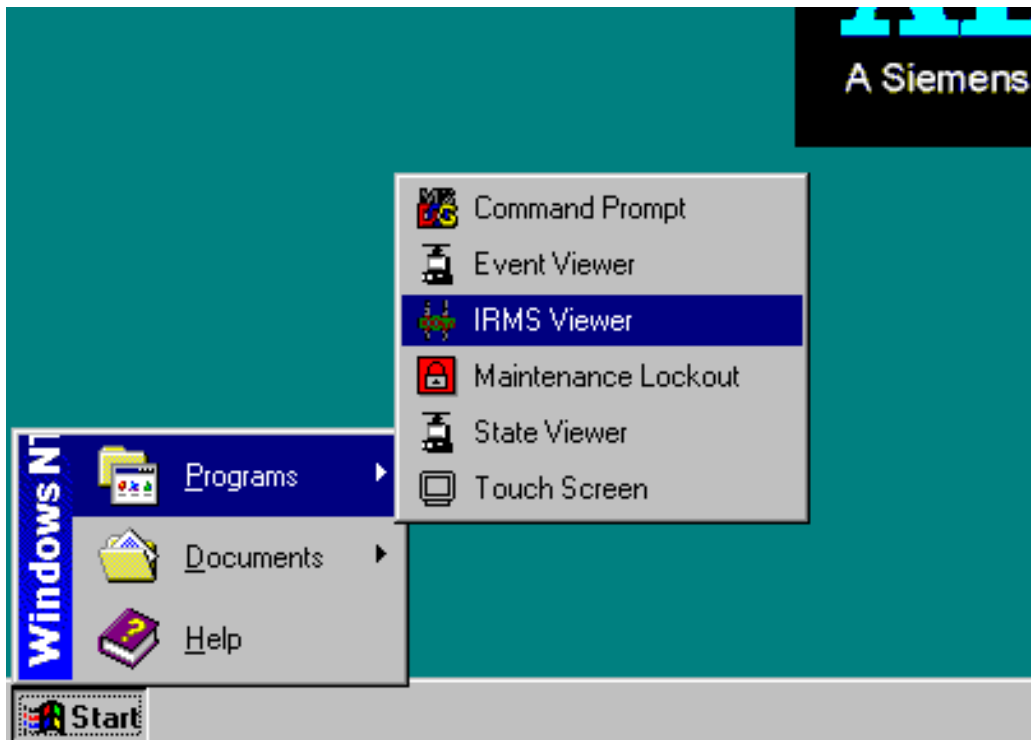 A Siemens
Command Prompt
Event Viewer
IRMS Viewer
Maintenance Lockout
State Viewer
Touch Screen
Programs
Documents
Help
Windows NT
Start